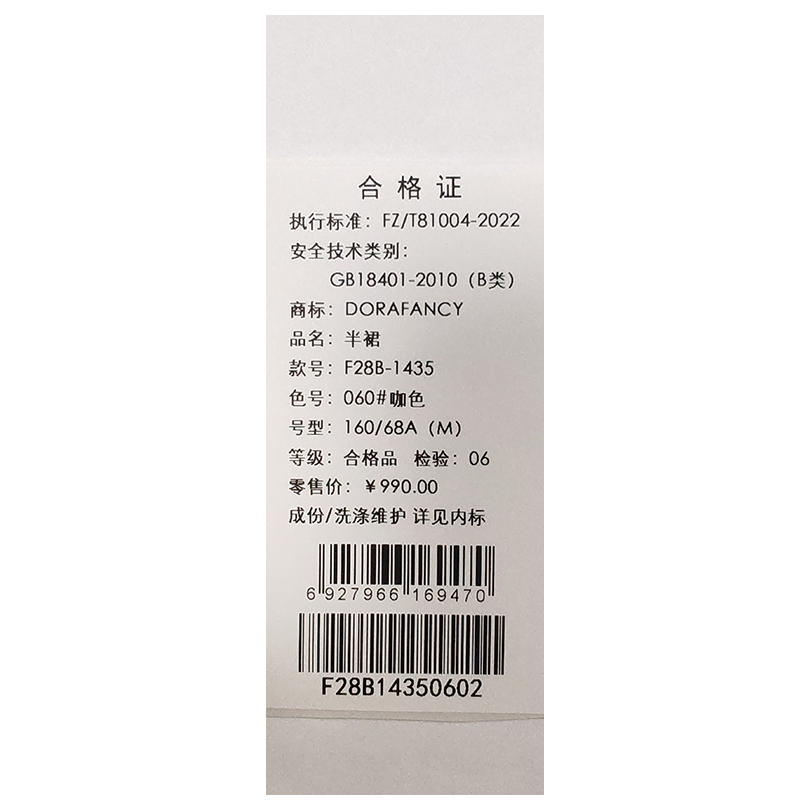 合格证
执行标准：FZ/T81004-2022
安全技术类别：
GB18401-2010（B类）
商标：DORAFANCY
品名：半裙
款号：F28B-1435
色号：060#咖色
号型：160/68A（M）
等级：合格品 检验：06
零售价：￥990.00
成份/洗涤维护 详见内标
6 927966 169470
F28B14350602